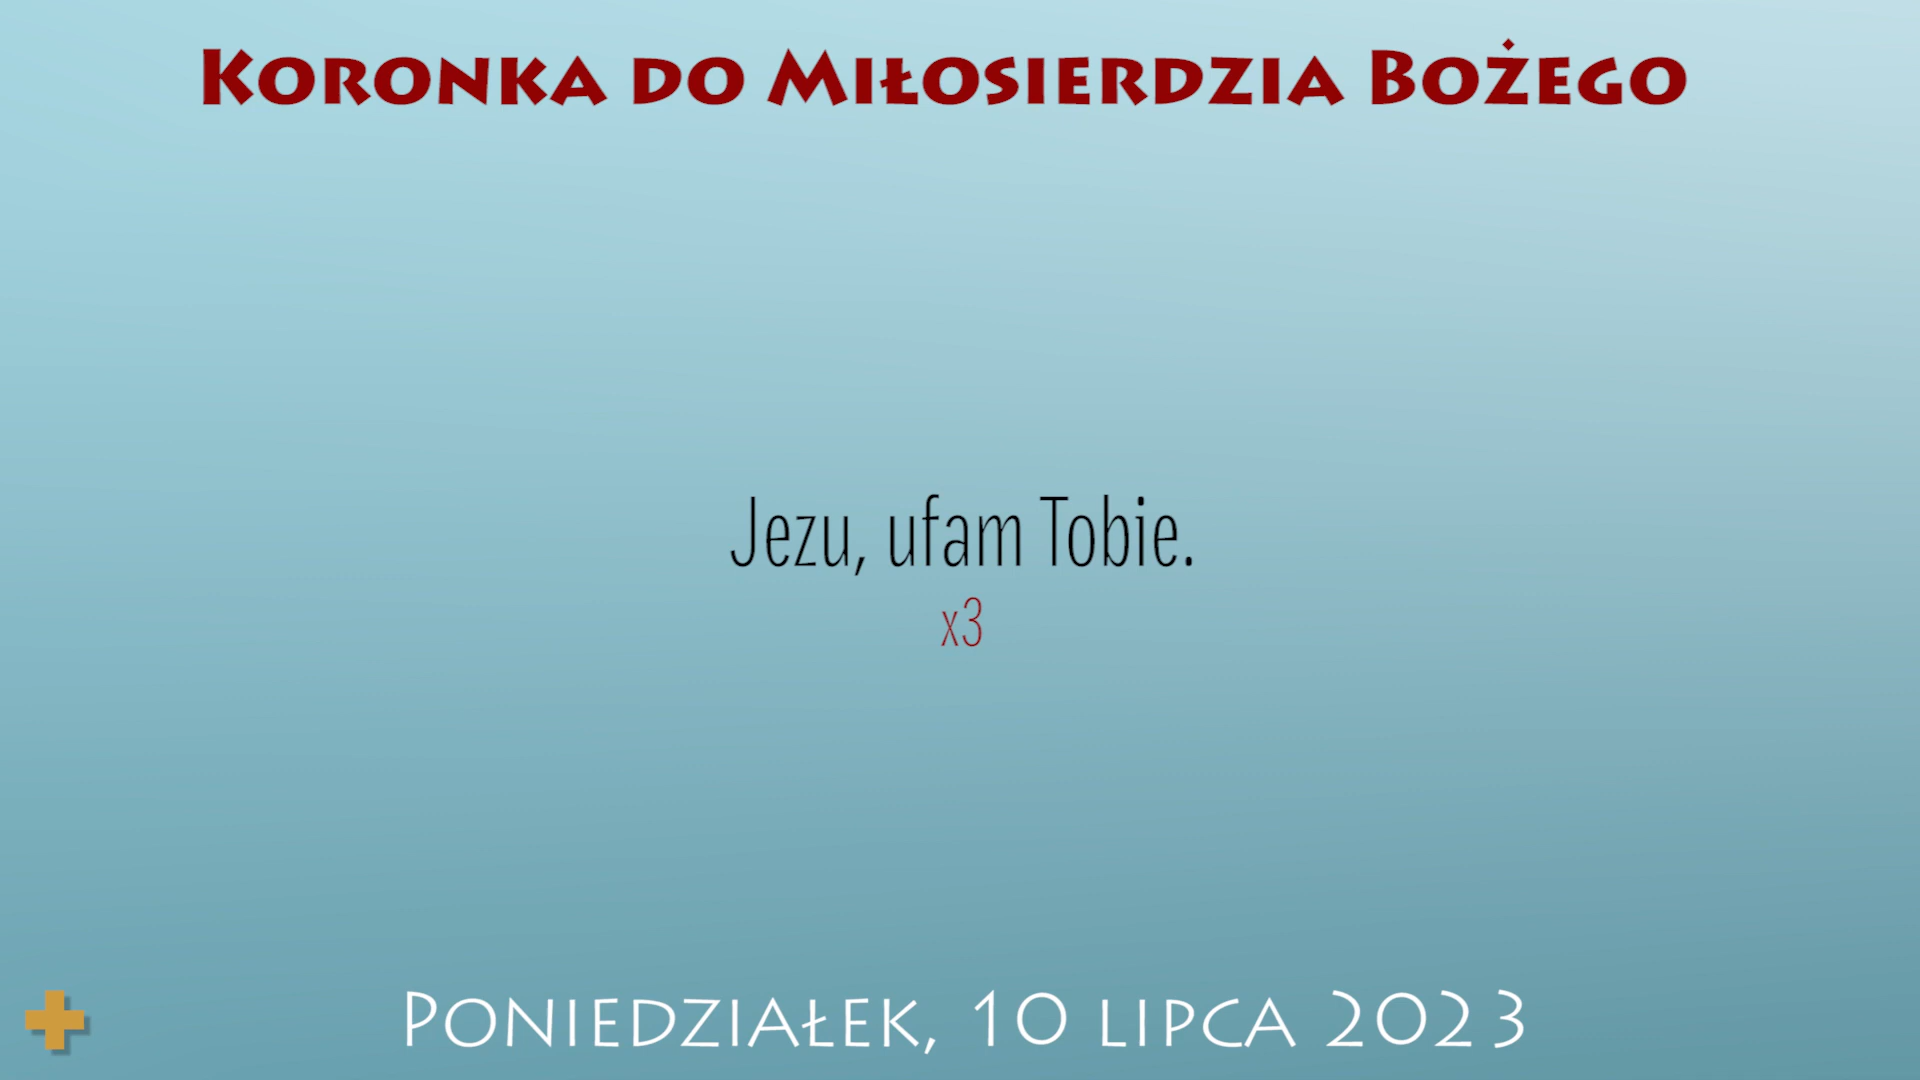 Koronka do Miłosierdzia Bożego
Jezu, ufam Tobie.
x3
Poniedziałek, 10 lipca 2023